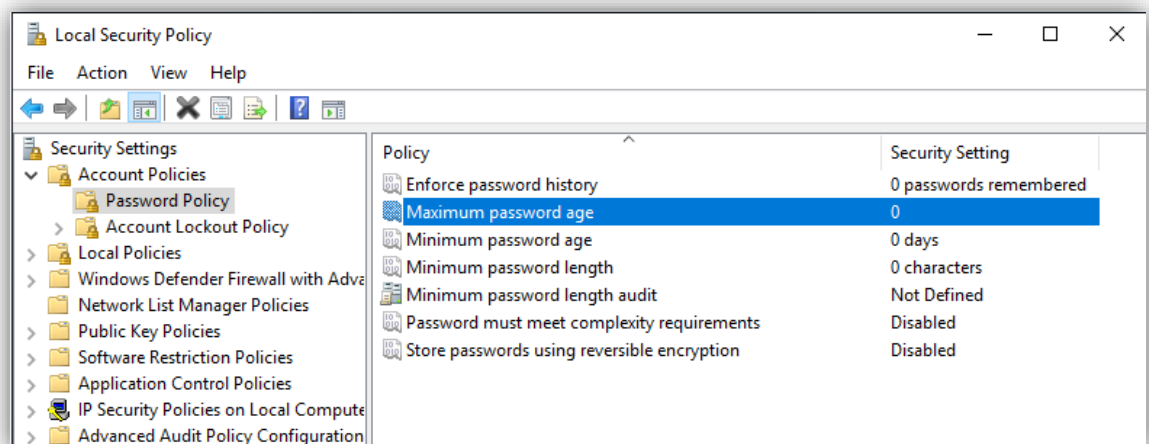 Local Security Policy
File Action View Help
Security Settings
Account Policies
Password Policy
Account Lockout Policy
Local Policies
Windows Defender Firewall with Adva
Network List Manager Policies
Public Key Policies
Software Restriction Policies
Application Control Policies
IP Security Policies on Local Compute
Advanced Audit Policy Configuration
Policy Security Setting
Enforce password history 0 passwords remembered
Maximum password age 0
Minimum password age 0 days
Minimum password length 0 characters
Minimum password length audit Not Defined
Password must meet complexity requirements Disabled
Store passwords using reversible encryption Disabled